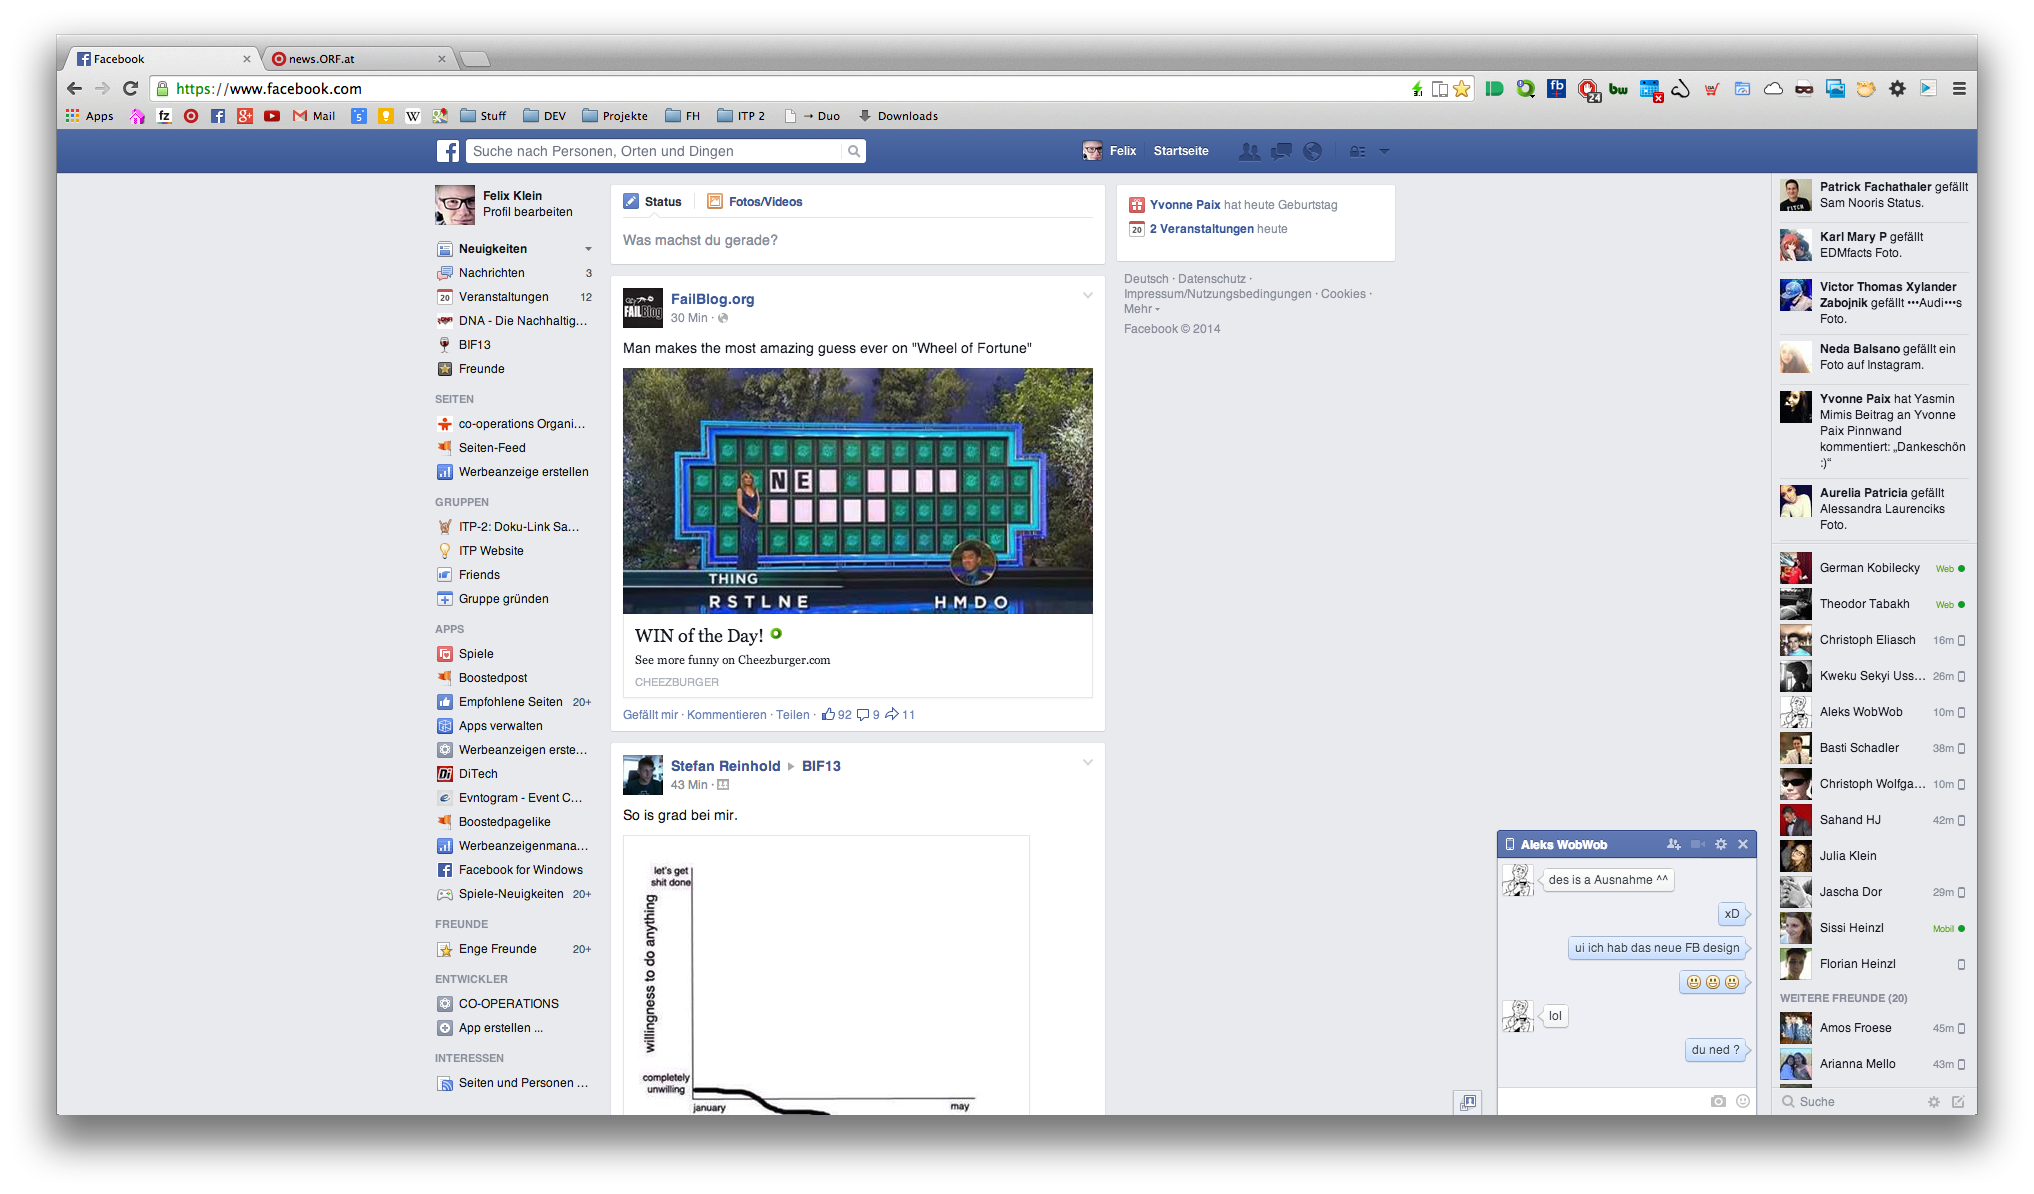 Facebook
news.ORF.at
https://www.facebook.com
Apps
fz
Mail
W
Stuff
DEV
Projekte
FH
ITP 2
→ Duo
Downloads
Suche nach Personen, Orten und Dingen
Felix
Startseite
Felix Klein
Profil bearbeiten
Neuigkeiten
Nachrichten 3
Veranstaltungen 12
DNA - Die Nachhaltig...
BIF13
Freunde
SEITEN
co-operations Organi...
Seiten-Feed
Werbeanzeige erstellen
GRUPPEN
ITP-2: Doku-Link Sa...
ITP Website
Friends
Gruppe gründen
APPS
Spiele
Boostedpost
Empfohlene Seiten 20+
Apps verwalten
Werbeanzeigen erste...
DiTech
Evntogram - Event C...
Boostedpagelike
Werbeanzeigenmana...
Facebook for Windows
Spiele-Neuigkeiten 20+
FREUNDE
Enge Freunde 20+
ENTWICKLER
CO-OPERATIONS
App erstellen ...
INTERESSEN
Seiten und Personen ...
Status
Fotos/Videos
Was machst du gerade?
FailBlog.org
30 Min ·
Man makes the most amazing guess ever on "Wheel of Fortune"
NE
THING
RSTLNE HMDO
WIN of the Day!
See more funny on Cheezburger.com
CHEEZBURGER
Gefällt mir · Kommentieren · Teilen · 92 9 11
Stefan Reinhold ▸ BIF13
43 Min ·
So is grad bei mir.
let's get
shit done
willingness to do anything
completely
unwilling
january may
Yvonne Paix hat heute Geburtstag
20 2 Veranstaltungen heute
Deutsch · Datenschutz ·
Impressum/Nutzungsbedingungen · Cookies ·
Mehr
Facebook © 2014
Patrick Fachathaler gefällt
Sam Nooris Status.
Karl Mary P gefällt
EDMfacts Foto.
Victor Thomas Xylander
Zabojnik gefällt •••Audi•••s
Foto.
Neda Balsano gefällt ein
Foto auf Instagram.
Yvonne Paix hat Yasmin
Mimis Beitrag an Yvonne
Paix Pinnwand
kommentiert: „Dankeschön
:)“
Aurelia Patricia gefällt
Alessandra Laurenciks
Foto.
German Kobilecky Web
Theodor Tabakh Web
Christoph Eliasch 16m
Kweku Sekyi Uss... 26m
Aleks WobWob 10m
Basti Schadler 38m
Christoph Wolfga... 10m
Sahand HJ 42m
Julia Klein
Jascha Dor 29m
Sissi Heinzl Mobil
Florian Heinzl
WEITERE FREUNDE (20)
Amos Froese 45m
Arianna Mello 43m
Suche
Aleks WobWob
des is a Ausnahme ^^
xD
ui ich hab das neue FB design
lol
du ned ?